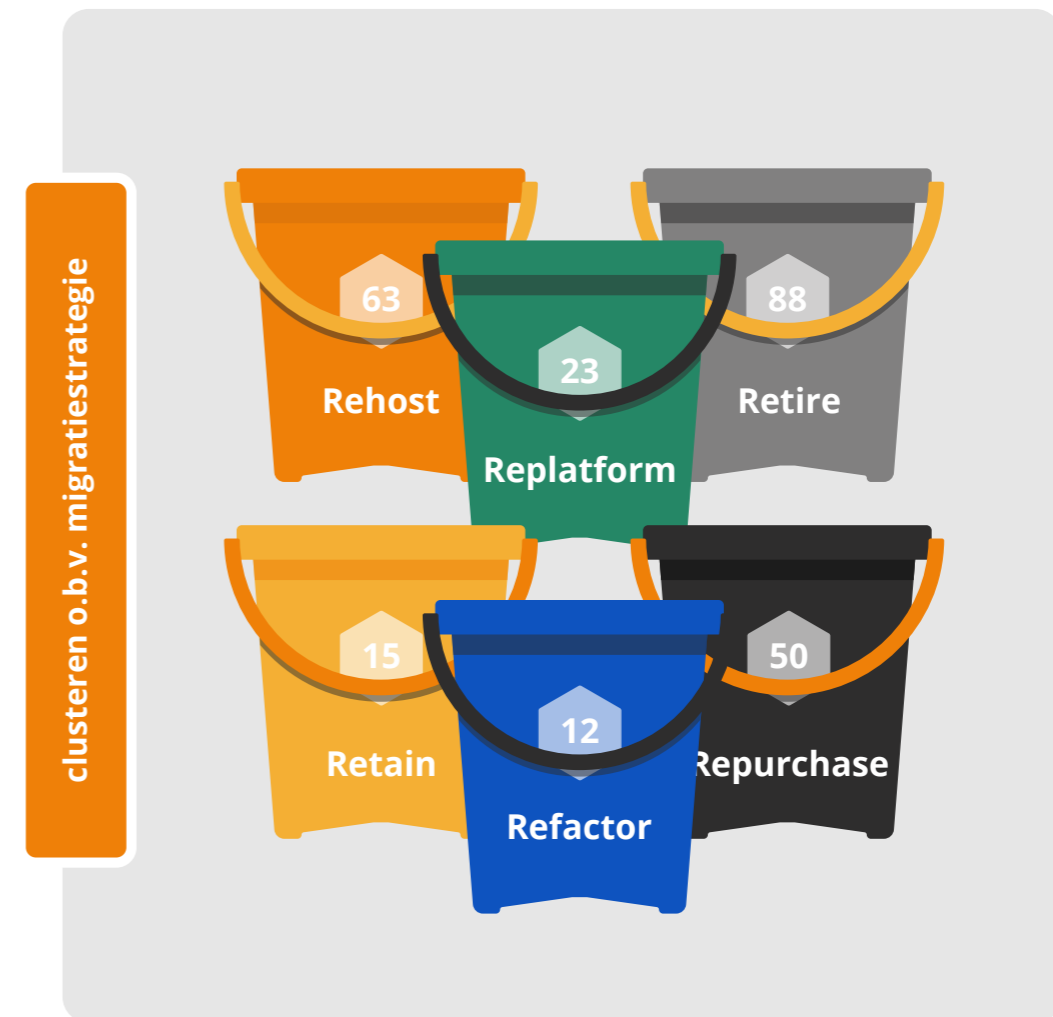 clusteren o.b.v. migratiestrategie
63
Rehost
23
Replatform
88
Retire
15
Retain
12
Refactor
50
Repurchase